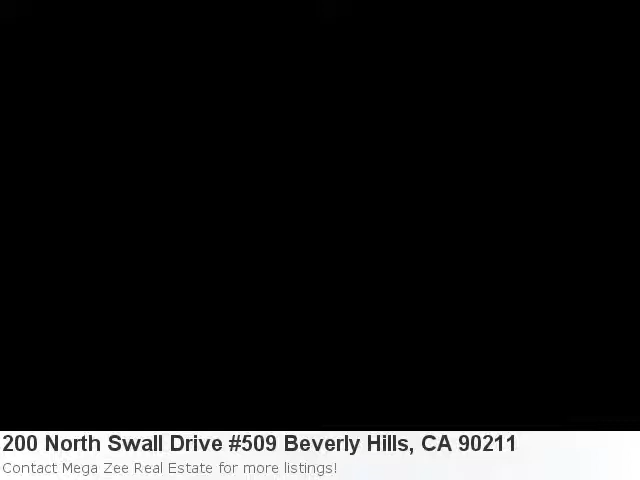 200 North Swall Drive #509 Beverly Hills, CA 90211
Contact Mega Zee Real Estate for more listings!